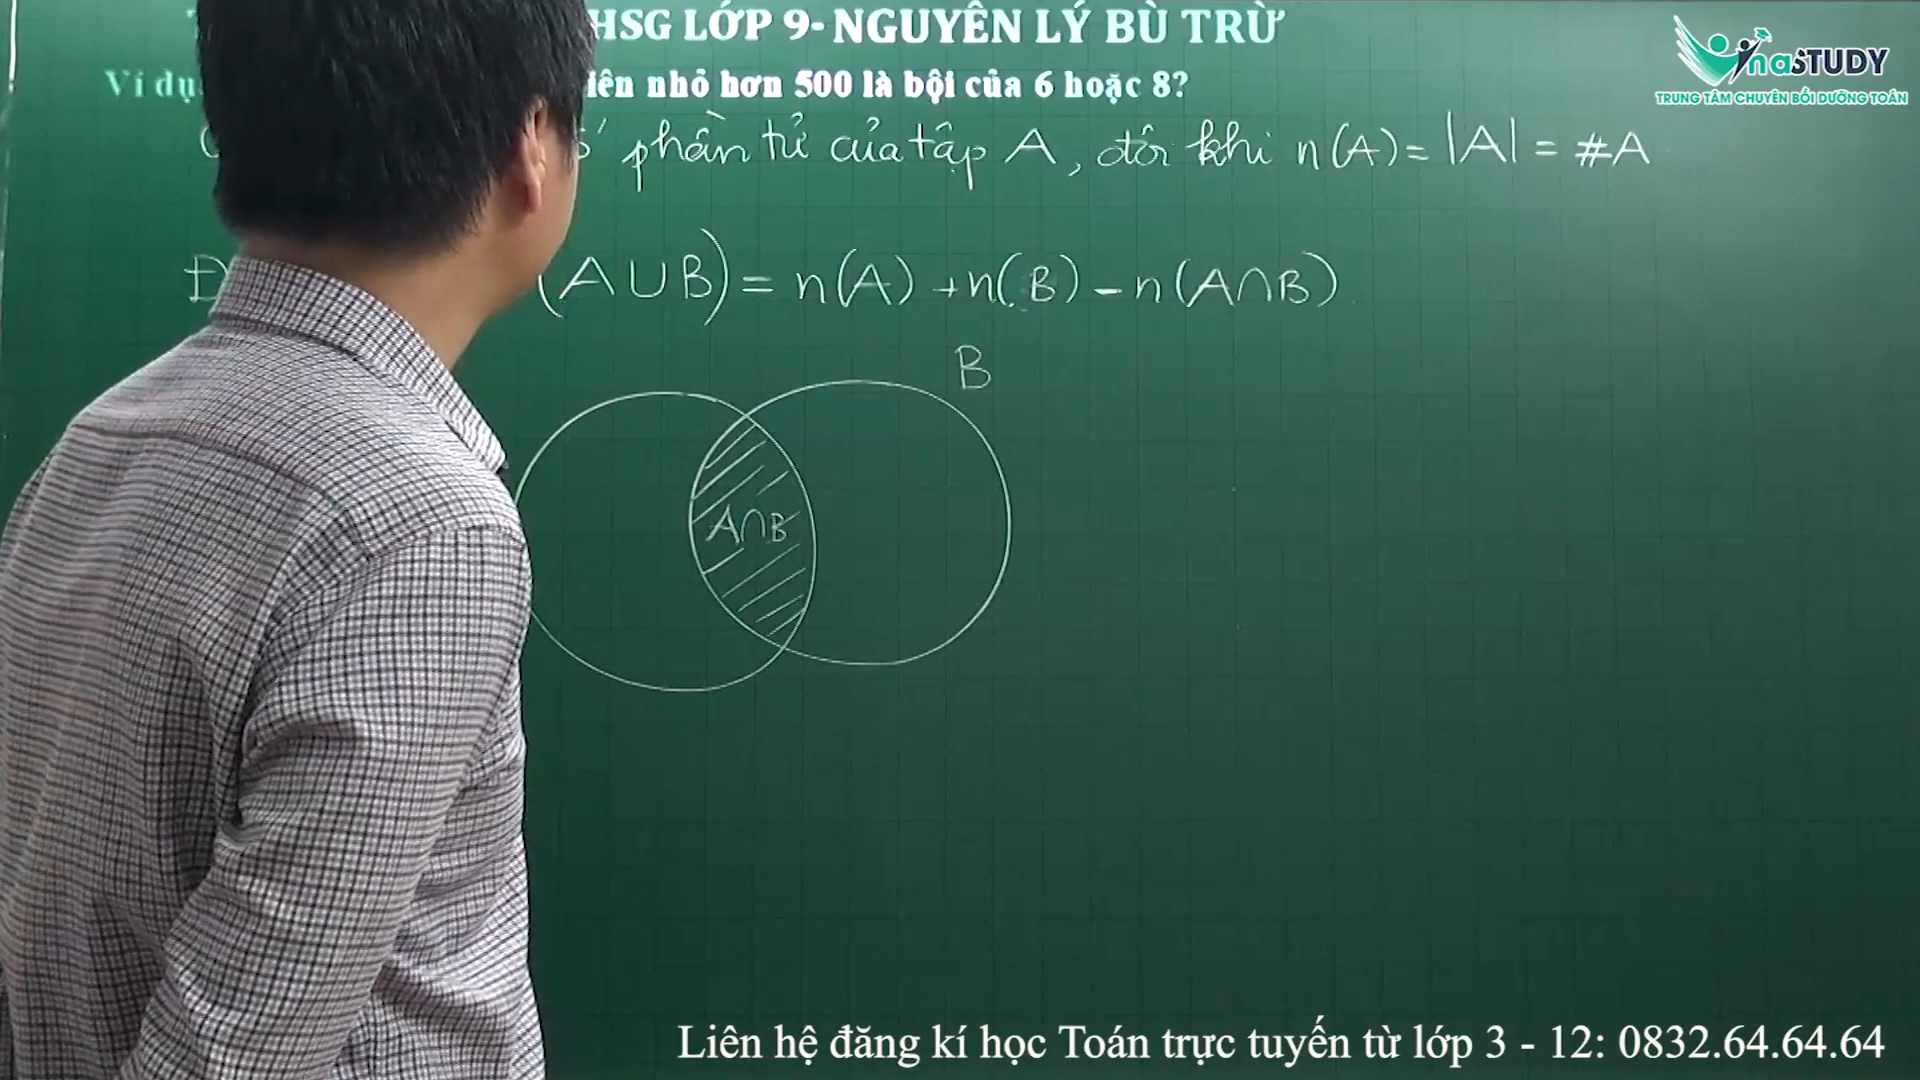 HSG LỚP 9- NGUYÊN LÝ BÙ TRỪ
Ví dụ nhỏ hơn 500 là bội của 6 hoặc 8?
phần tử của tập A, đôi khi n(A) = |A| = #A
(A∪B) = n(A) + n(B) - n(A∩B)
B
A∩B
VinaSTUDY
TRUNG TÂM CHUYÊN BỒI DƯỠNG TOÁN
Liên hệ đăng kí học Toán trực tuyến từ lớp 3 - 12: 0832.64.64.64